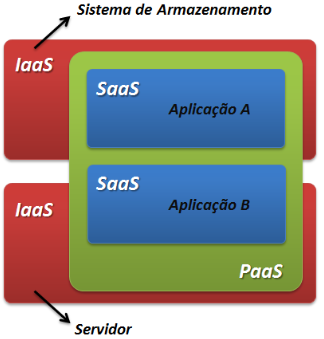 Sistema de Armazenamento
IaaS
SaaS
Aplicação A
SaaS
Aplicação B
IaaS
PaaS
Servidor